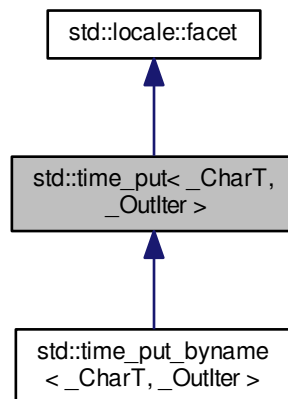 std::locale::facet
std::time_put< _CharT,
_OutIter >
std::time_put_byname
< _CharT, _OutIter >